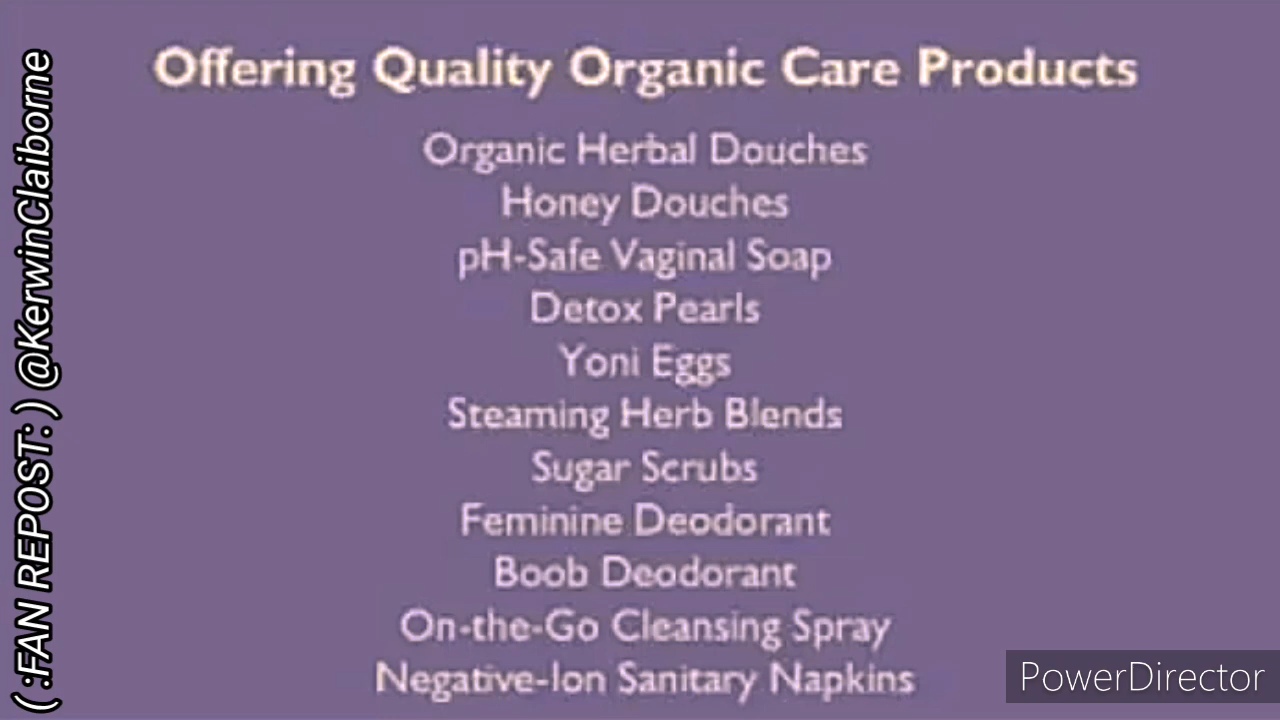 Offering Quality Organic Care Products
Organic Herbal Douches
Honey Douches
pH-Safe Vaginal Soap
Detox Pearls
Yoni Eggs
Steaming Herb Blends
Sugar Scrubs
Feminine Deodorant
Boob Deodorant
On-the-Go Cleansing Spray
Negative-Ion Sanitary Napkins
( :FAN REPOST: ) @KerwinClaiborne
PowerDirector